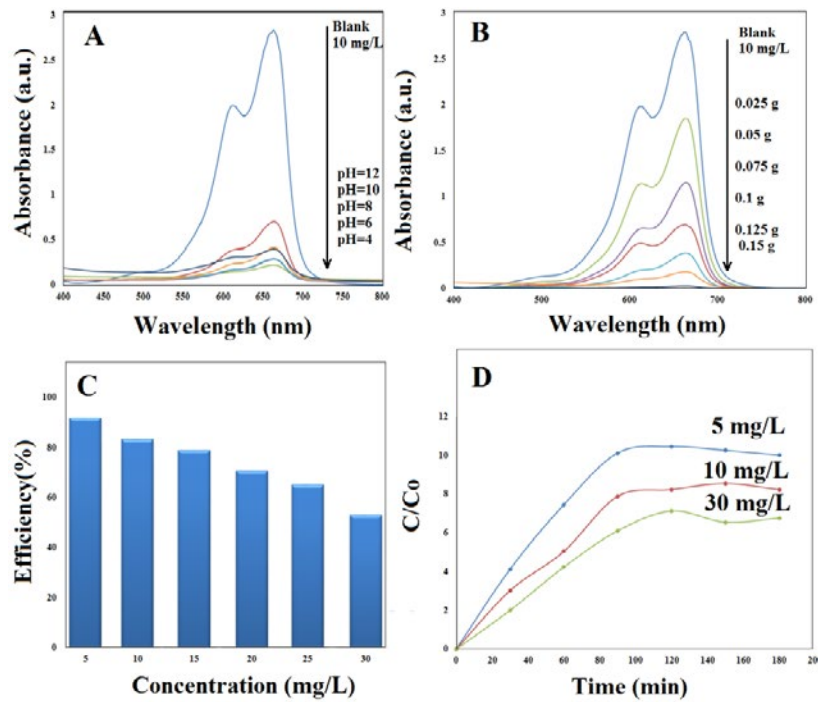 A
Blank
10 mg/L
pH=12
pH=10
pH=8
pH=6
pH=4
Absorbance (a.u.)
3
2.5
2
1.5
1
0.5
0
400
450
500
550
600
650
700
750
800
Wavelength (nm)
B
Blank
10 mg/L
0.025 g
0.05 g
0.075 g
0.1 g
0.125 g
0.15 g
Absorbance (a.u.)
3
2.5
2
1.5
1
0.5
0
400
500
600
700
800
Wavelength (nm)
C
Efficiency(%)
100
80
60
40
20
0
5
10
15
20
25
30
Concentration (mg/L)
D
5 mg/L
10 mg/L
30 mg/L
C/Co
12
10
8
6
4
2
0
0
20
40
60
80
100
120
140
160
180
200
Time (min)